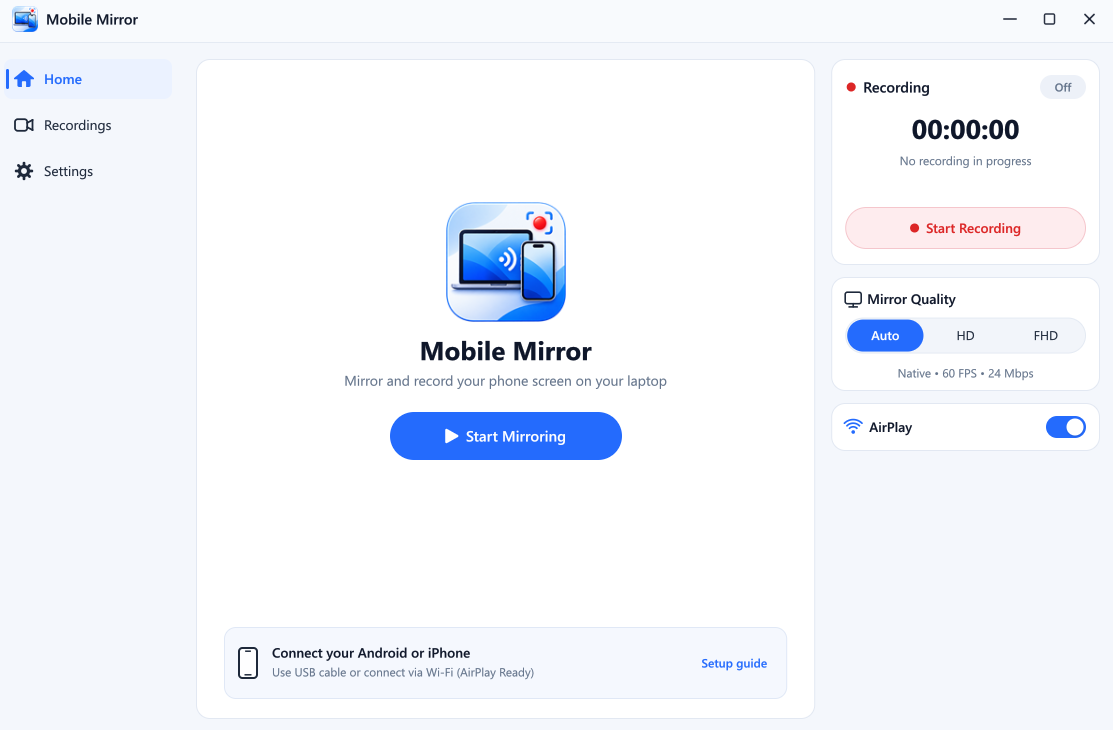 Mobile Mirror
Home
Recordings
Settings
Mobile Mirror
Mirror and record your phone screen on your laptop
Start Mirroring
Connect your Android or iPhone
Use USB cable or connect via Wi-Fi (AirPlay Ready)
Setup guide
Recording
Off
00:00:00
No recording in progress
Start Recording
Mirror Quality
Auto HD FHD
Native • 60 FPS • 24 Mbps
AirPlay